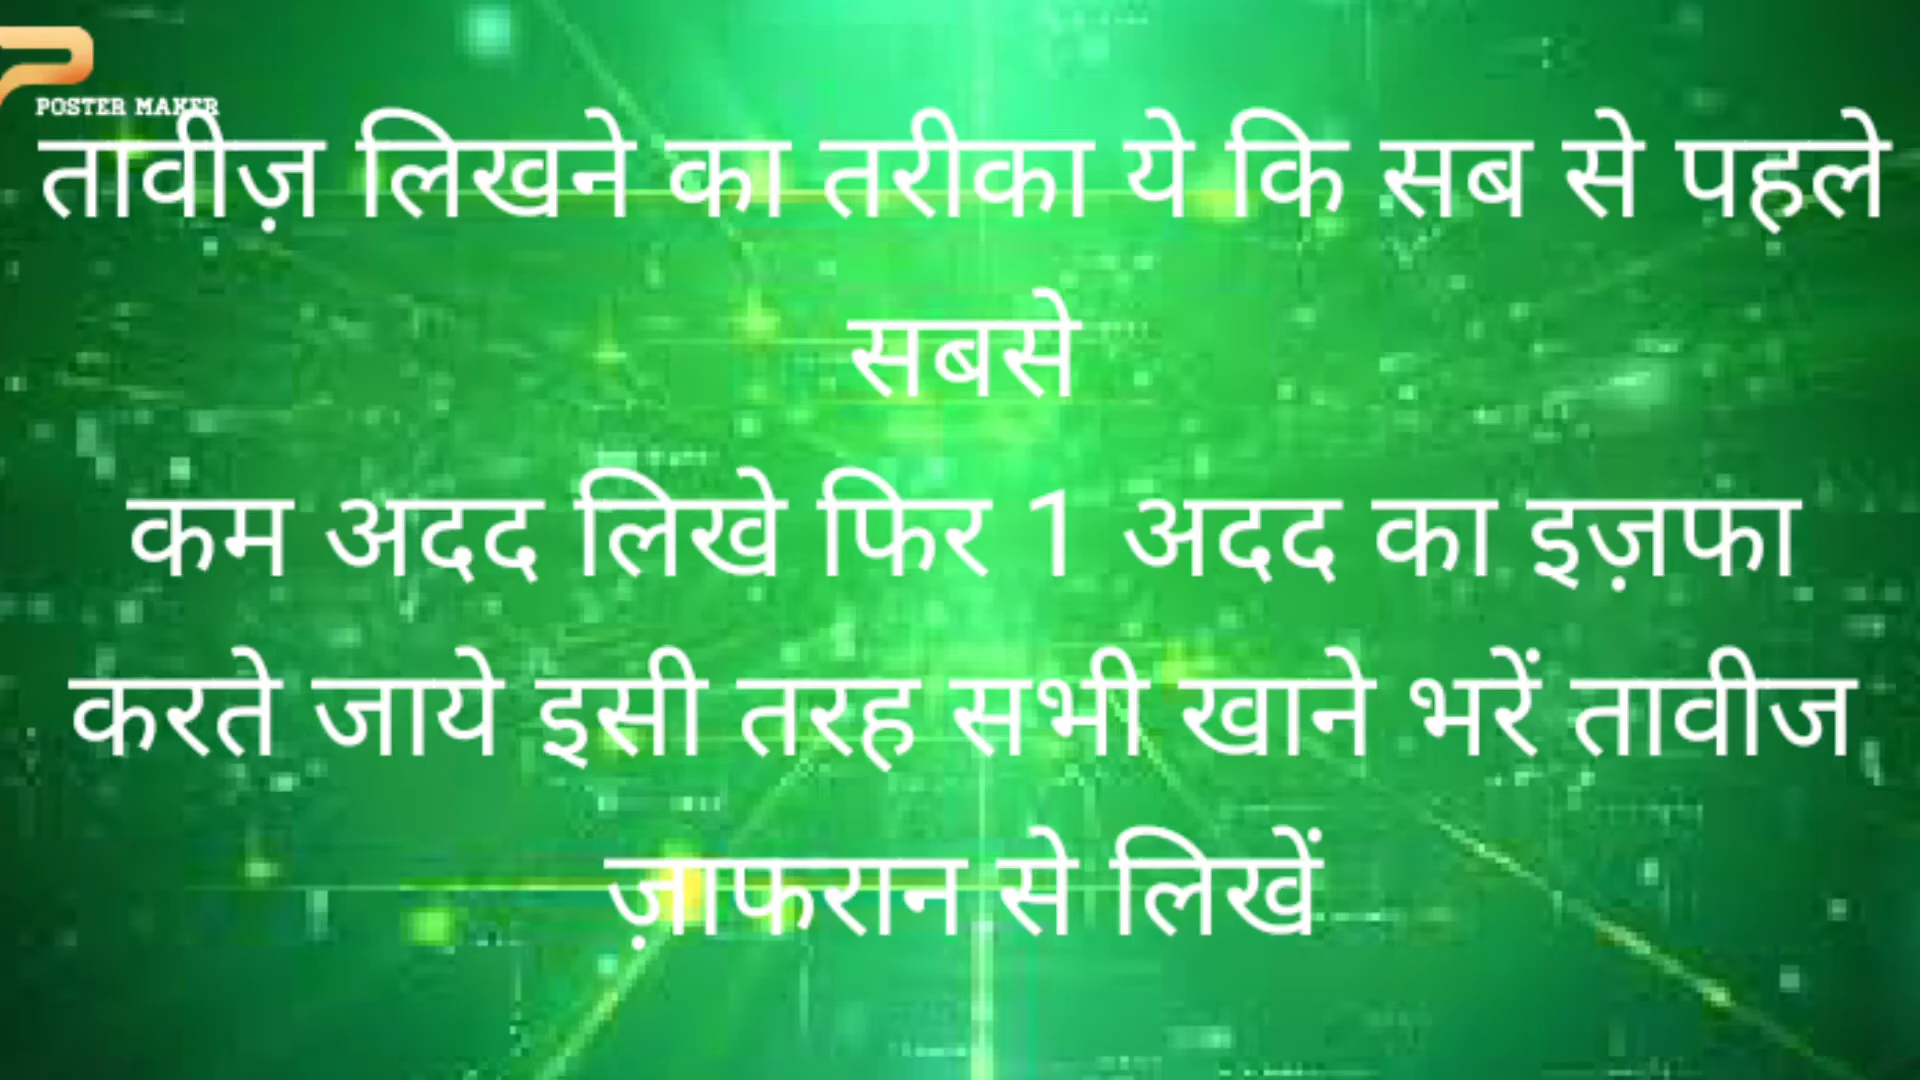 POSTER MAKER
तावीज़ लिखने का तरीका ये कि सब से पहले
सबसे
कम अदद लिखे फिर 1 अदद का इज़फा
करते जाये इसी तरह सभी खाने भरें तावीज
ज़ाफरान से लिखें